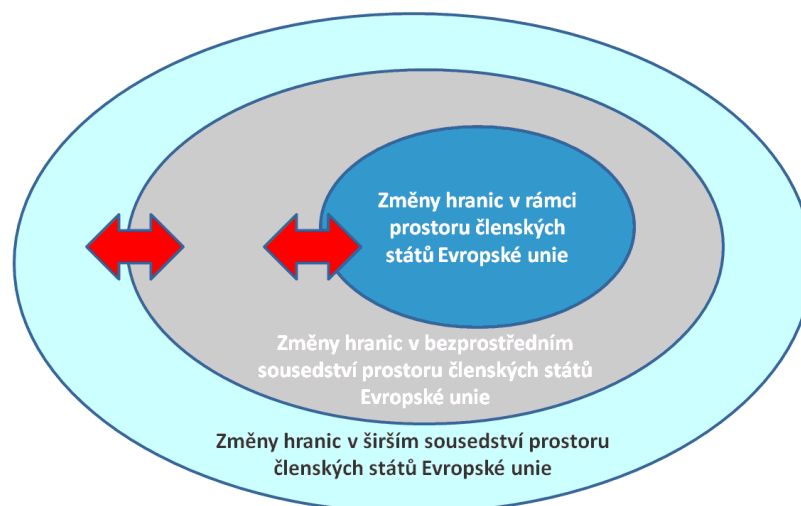 Změny hranic v rámci
prostoru členských
států Evropské unie
Změny hranic v bezprostředním
sousedství prostoru členských států
Evropské unie
Změny hranic v širším sousedství prostoru
členských států Evropské unie